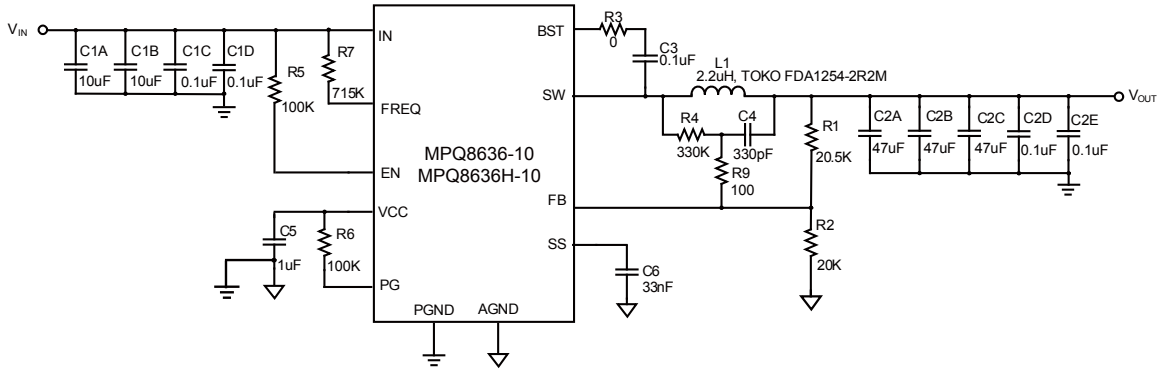 VIN
C1A
10uF
C1B
10uF
C1C
0.1uF
C1D
0.1uF
R5
100K
R7
715K
IN
FREQ
EN
VCC
PG
C5
1uF
R6
100K
MPQ8636-10
MPQ8636H-10
PGND
AGND
BST
SW
FB
SS
R3
0
C3
0.1uF
L1
2.2uH, TOKO FDA1254-2R2M
R4
330K
C4
330pF
R9
100
R1
20.5K
R2
20K
C6
33nF
C2A
47uF
C2B
47uF
C2C
47uF
C2D
0.1uF
C2E
0.1uF
VOUT